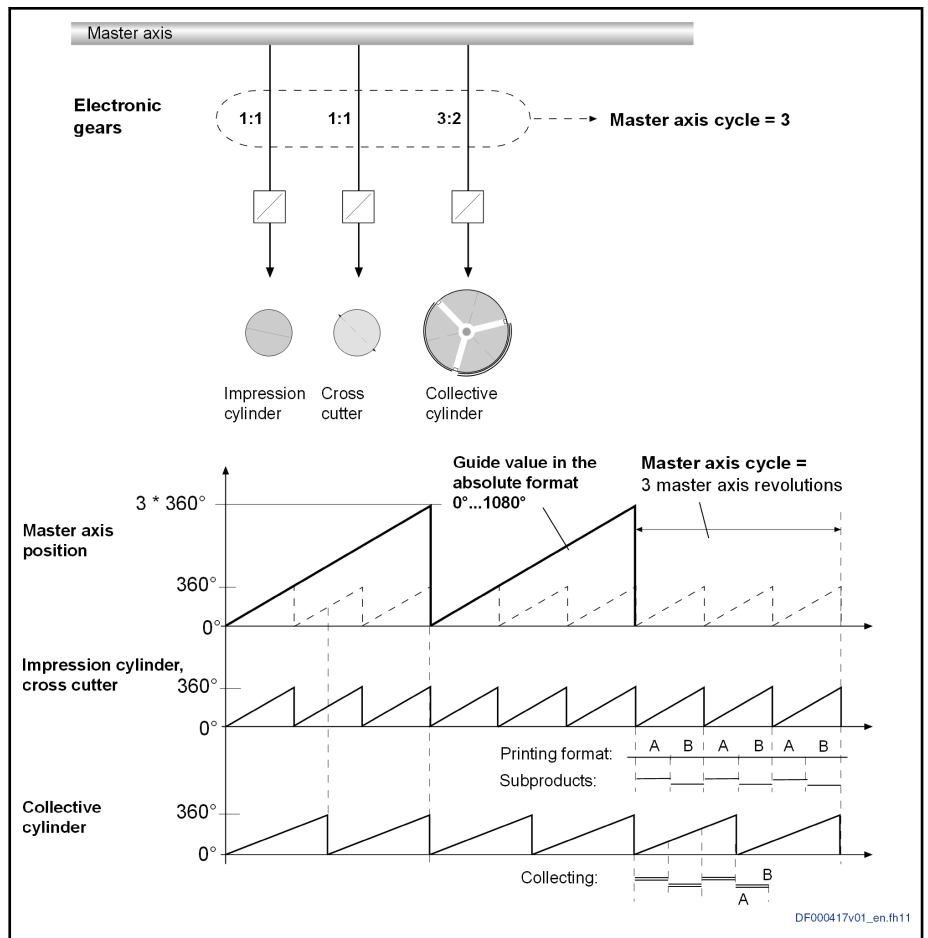 Master axis
Electronic
gears
1:1
1:1
3:2
Master axis cycle = 3
Impression
cylinder
Cross
cutter
Collective
cylinder
Guide value in the
absolute format
0°...1080°
Master axis cycle =
3 master axis revolutions
Master axis
position
3 * 360°
360°
0°
Impression cylinder,
cross cutter
360°
0°
Printing format:
A B A B A B
Subproducts:
Collective
cylinder
360°
0°
Collecting:
B
A
DF000417v01_en.fh11